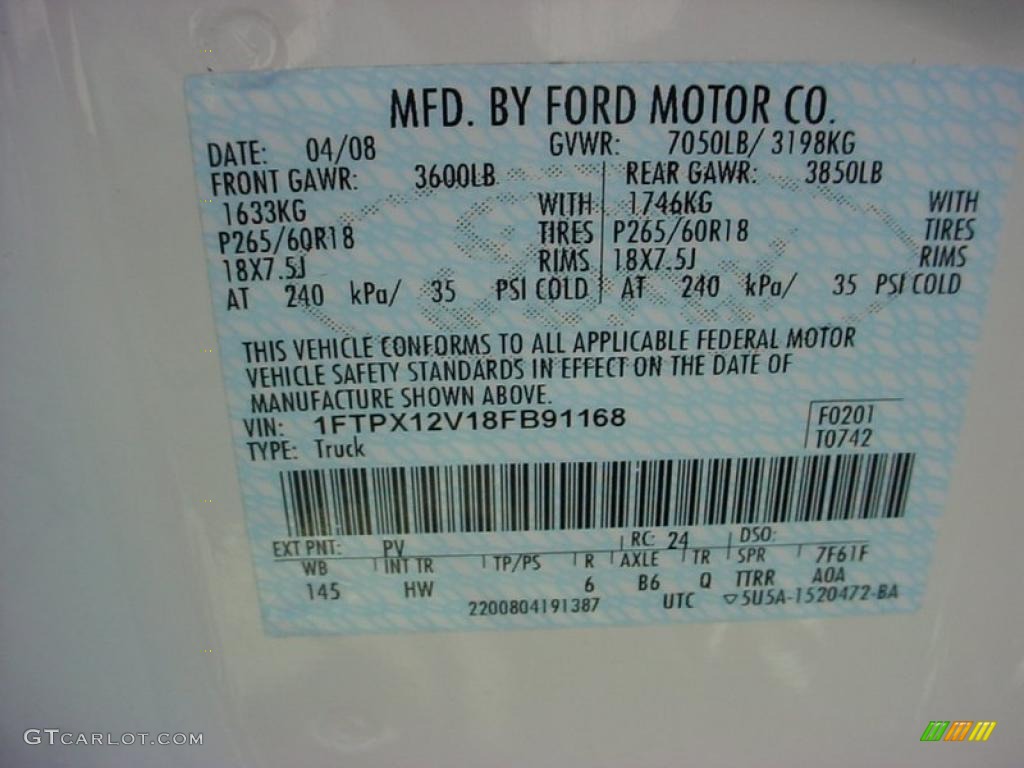 MFD. BY FORD MOTOR CO.
DATE: 04/08 GVWR: 7050LB/ 3198KG
FRONT GAWR: 3600LB REAR GAWR: 3850LB
1633KG WITH 1746KG WITH
P265/60R18 TIRES P265/60R18 TIRES
18X7.5J RIMS 18X7.5J RIMS
AT 240 kPa/ 35 PSI COLD AT 240 kPa/ 35 PSI COLD
THIS VEHICLE CONFORMS TO ALL APPLICABLE FEDERAL MOTOR
VEHICLE SAFETY STANDARDS IN EFFECT ON THE DATE OF
MANUFACTURE SHOWN ABOVE.
VIN: 1FTPX12V18FB91168 F0201
TYPE: Truck T0742
EXT PNT: PV RC: 24 DSO:
WB INT TR TP/PS R AXLE TR SPR 7F61F
145 HW 6 B6 Q TTRR A0A
2200804191387 UTC ▽5U5A-1520472-BA
GTCARLOT.COM